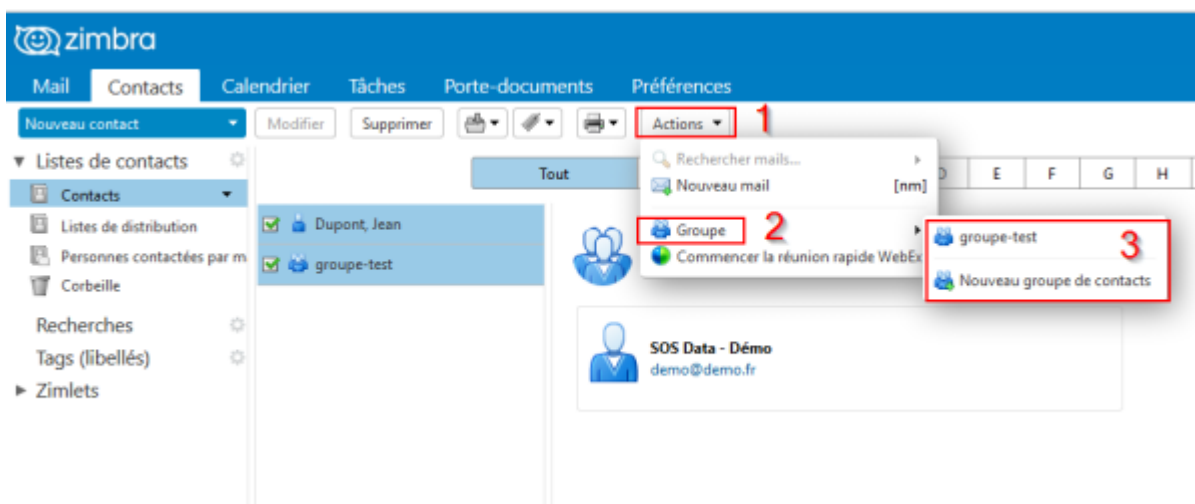 zimbra
Mail Contacts Calendrier Tâches Porte-documents Préférences
Nouveau contact Modifier Supprimer Actions 1
Listes de contacts
Contacts
Listes de distribution
Personnes contactées par m
Corbeille
Recherches
Tags (libellés)
Zimlets
Tout E F G H
Dupont, Jean
groupe-test
Rechercher mails...
Nouveau mail [nm]
Groupe 2
Commencer la réunion rapide WebEx
groupe-test 3
Nouveau groupe de contacts
SOS Data - Démo
demo@demo.fr